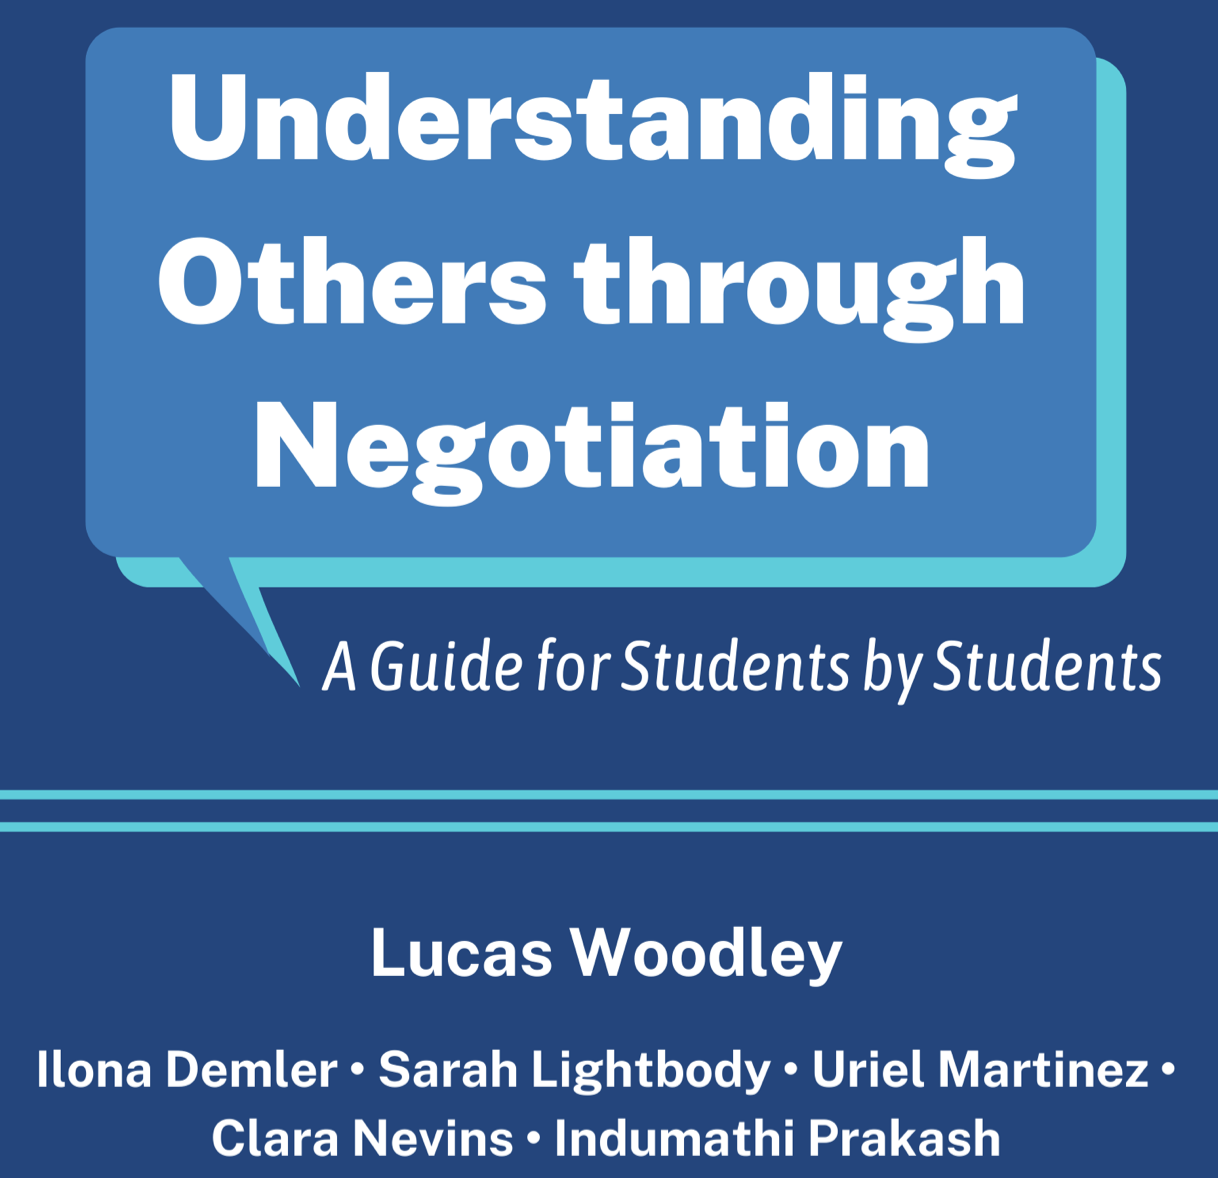 Understanding
Others through
Negotiation
A Guide for Students by Students
Lucas Woodley
Ilona Demler • Sarah Lightbody • Uriel Martinez •
Clara Nevins • Indumathi Prakash